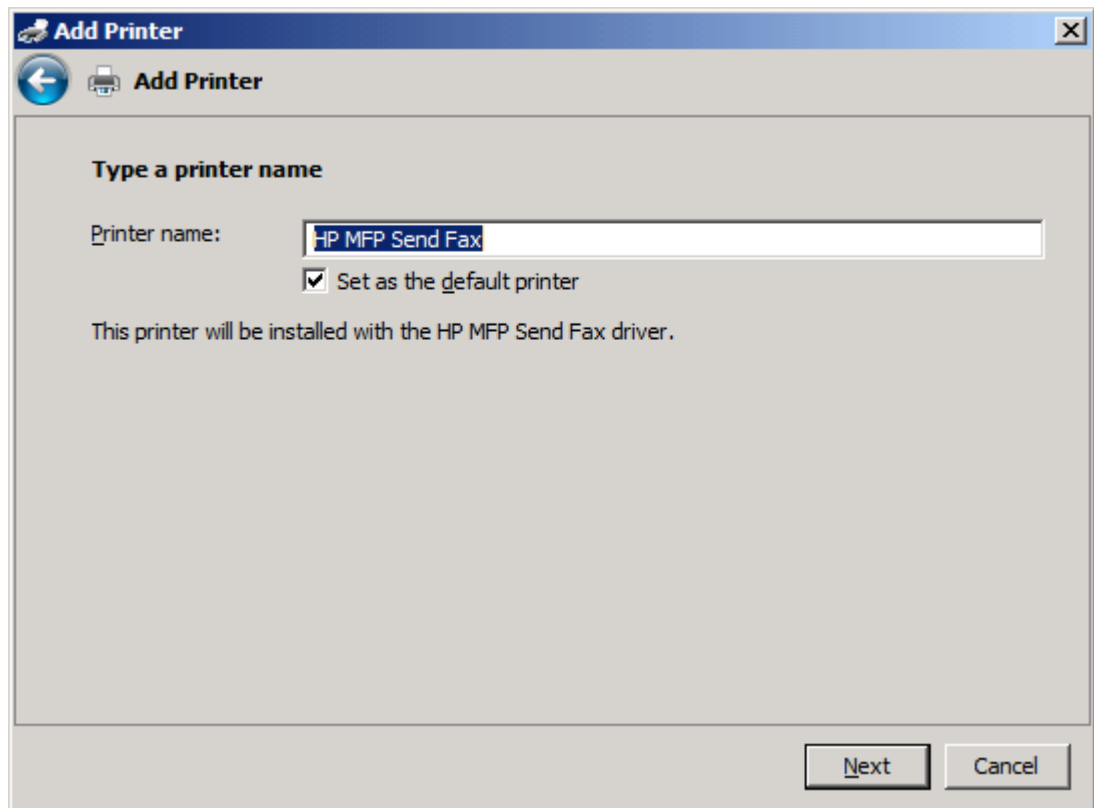 Add Printer
Add Printer
Type a printer name
Printer name: HP MFP Send Fax
Set as the default printer
This printer will be installed with the HP MFP Send Fax driver.
Next Cancel